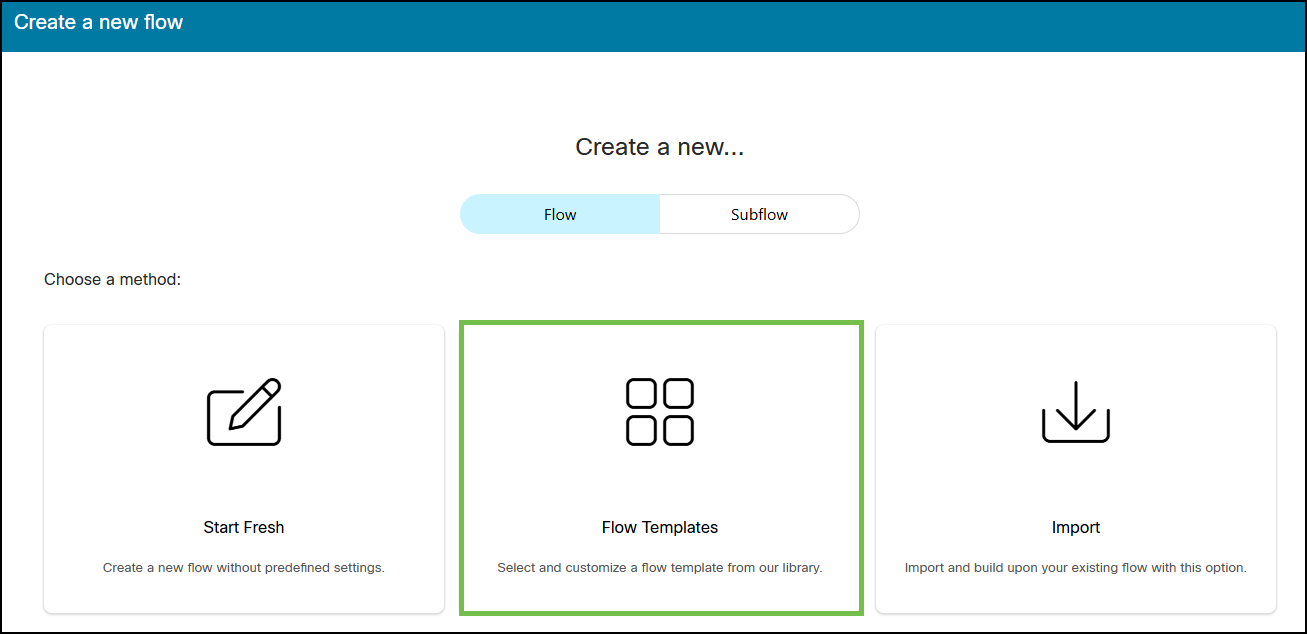 Create a new flow
Create a new...
Flow
Subflow
Choose a method:
Start Fresh
Create a new flow without predefined settings.
Flow Templates
Select and customize a flow template from our library.
Import
Import and build upon your existing flow with this option.